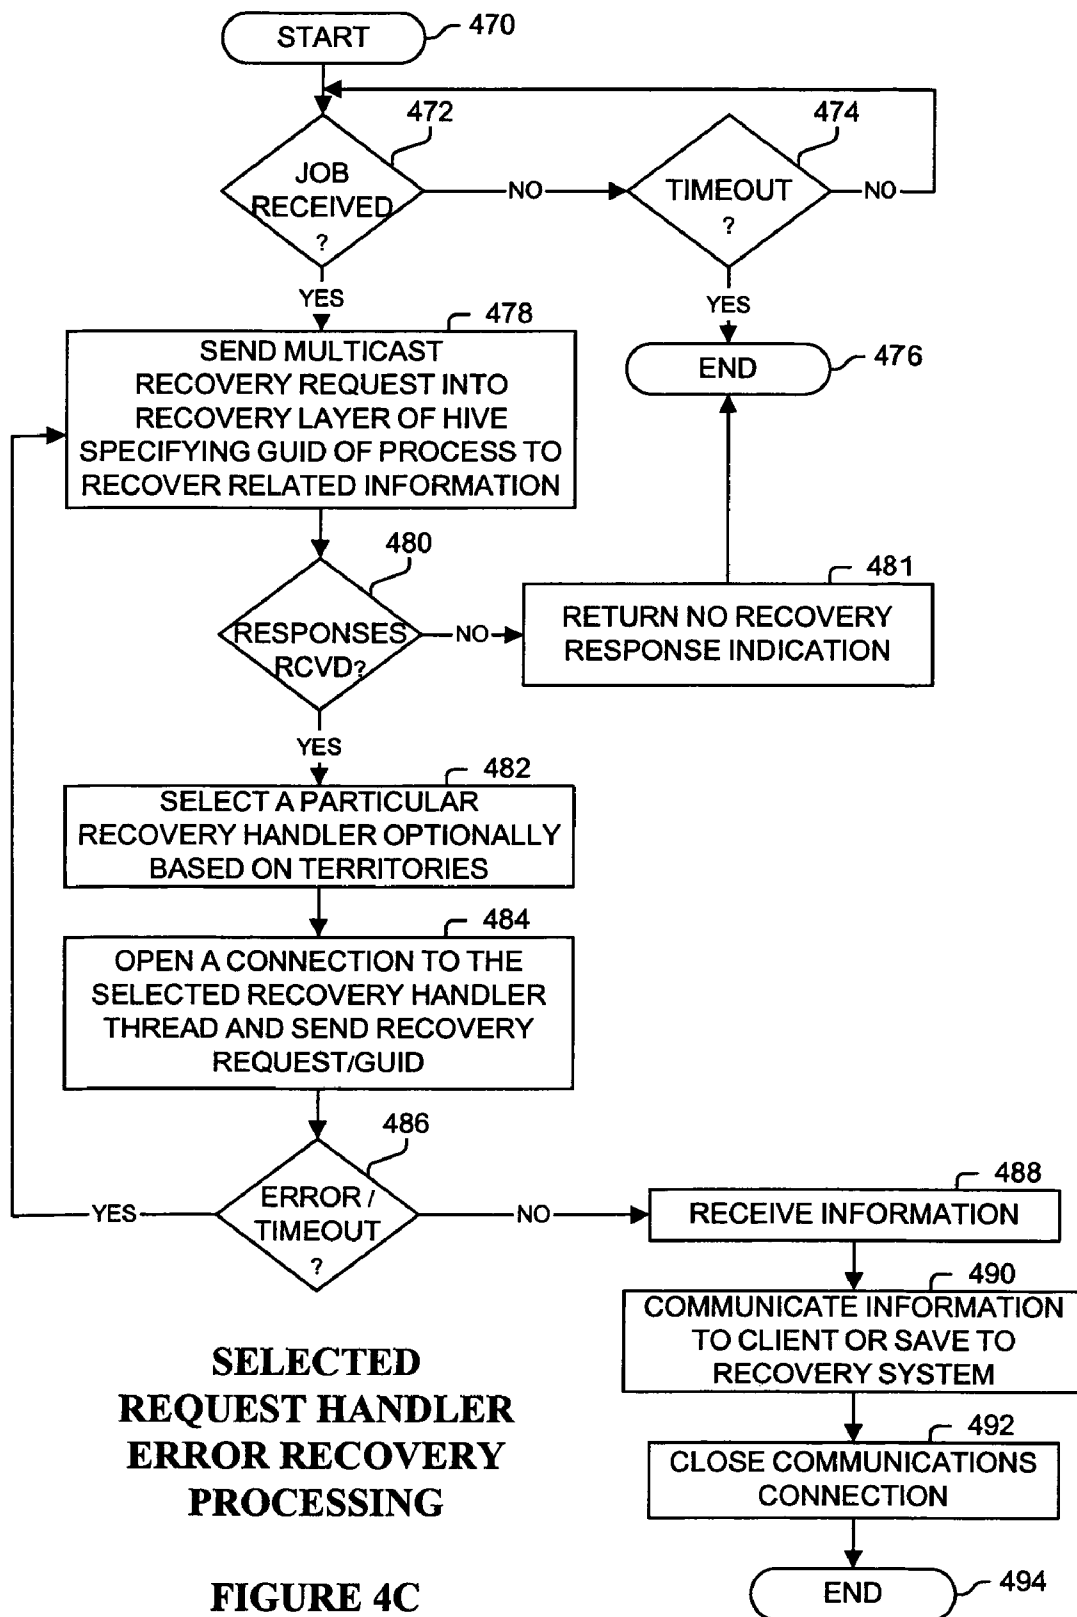 START
470
472
JOB
RECEIVED
?
NO
474
TIMEOUT
?
NO
YES
YES
478
SEND MULTICAST
RECOVERY REQUEST INTO
RECOVERY LAYER OF HIVE
SPECIFYING GUID OF PROCESS TO
RECOVER RELATED INFORMATION
END
476
480
RESPONSES
RCVD?
NO
481
RETURN NO RECOVERY
RESPONSE INDICATION
YES
482
SELECT A PARTICULAR
RECOVERY HANDLER OPTIONALLY
BASED ON TERRITORIES
484
OPEN A CONNECTION TO THE
SELECTED RECOVERY HANDLER
THREAD AND SEND RECOVERY
REQUEST/GUID
486
ERROR /
TIMEOUT
?
YES
NO
488
RECEIVE INFORMATION
490
COMMUNICATE INFORMATION
TO CLIENT OR SAVE TO
RECOVERY SYSTEM
492
CLOSE COMMUNICATIONS
CONNECTION
END
494
SELECTED
REQUEST HANDLER
ERROR RECOVERY
PROCESSING
FIGURE 4C